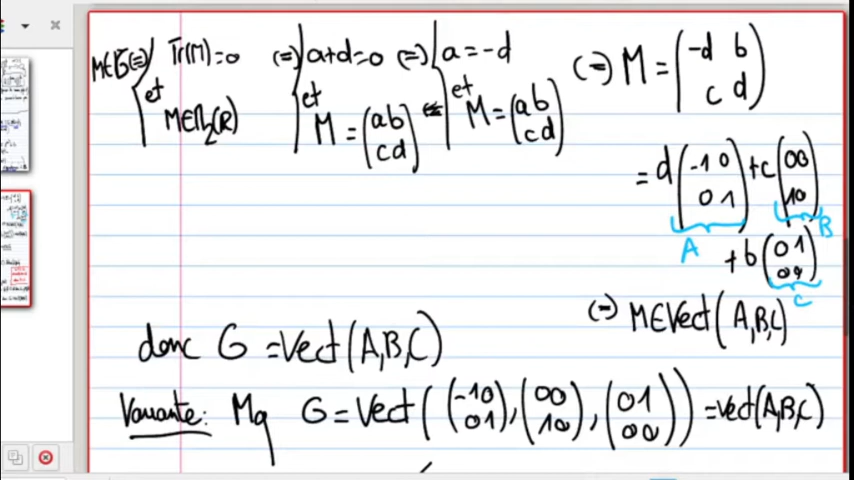 M∈G ⟺ { Tr(M)=0 et M∈M₂(R) ⟺ { a+d=0 et M=(a b / c d) ⟺ { a=-d et M=(a b / c d) ⟺ M=(-d b / c d)
= d(-1 0 / 0 1) + c(0 0 / 1 0)
A B
+ b(0 1 / 0 0)
C
⟺ M∈Vect(A,B,C)
donc G = Vect(A,B,C)
Variante: Mq G = Vect((-1 0 / 0 1), (0 0 / 1 0), (0 1 / 0 0)) = Vect(A,B,C)